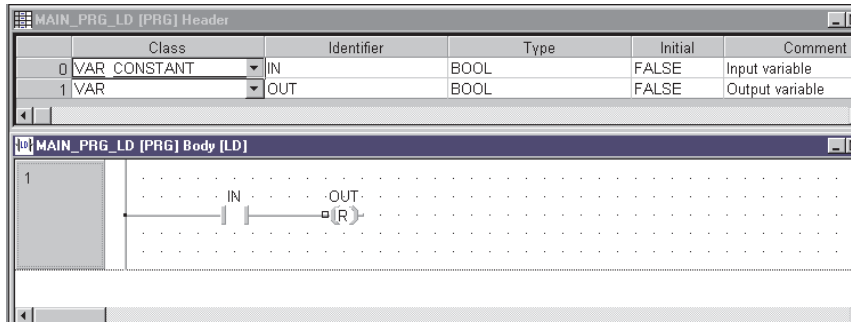 MAIN_PRG_LD [PRG] Header
Class Identifier Type Initial Comment
0 VAR_CONSTANT IN BOOL FALSE Input variable
1 VAR OUT BOOL FALSE Output variable
LD MAIN_PRG_LD [PRG] Body [LD]
1
IN OUT
R